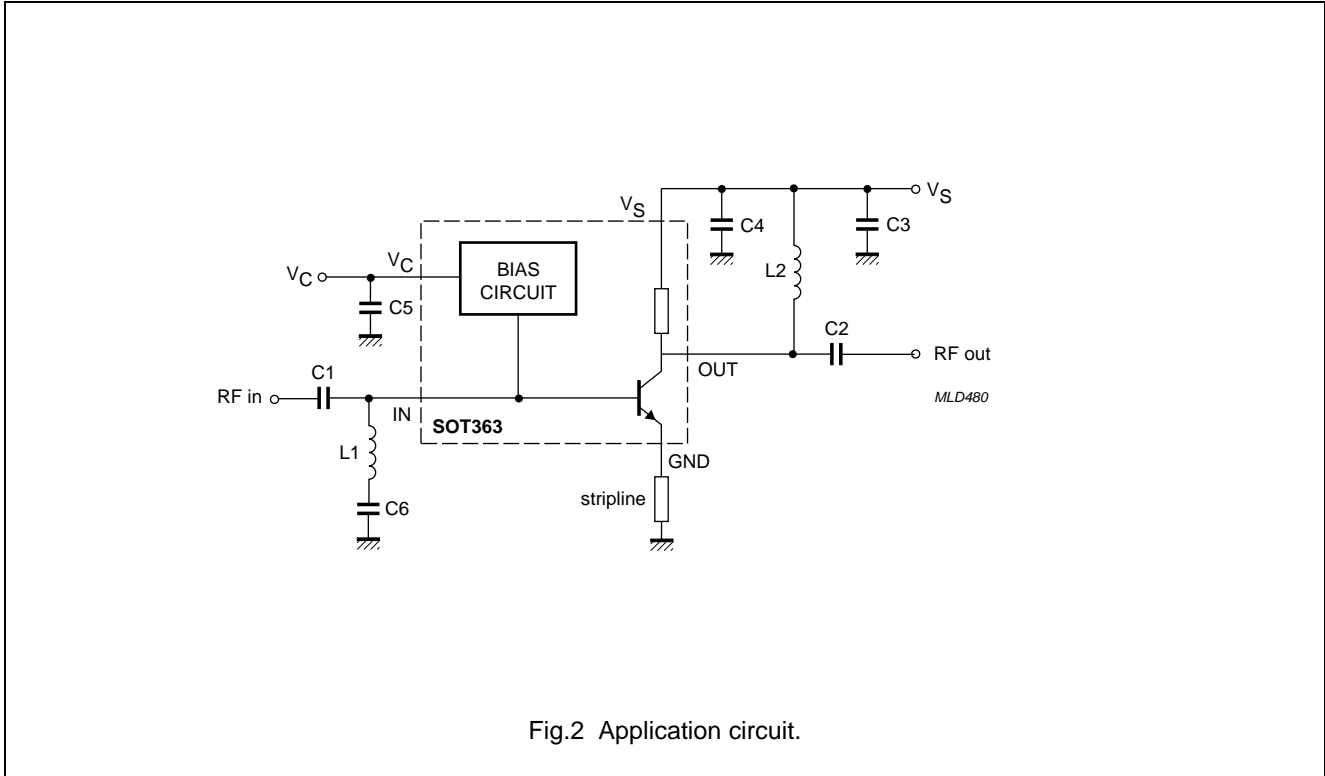 VS
VS
C4
C3
VC
VC
BIAS
CIRCUIT
L2
C5
C2
RF out
OUT
C1
MLD480
RF in
IN
SOT363
L1
GND
stripline
C6
Fig.2 Application circuit.